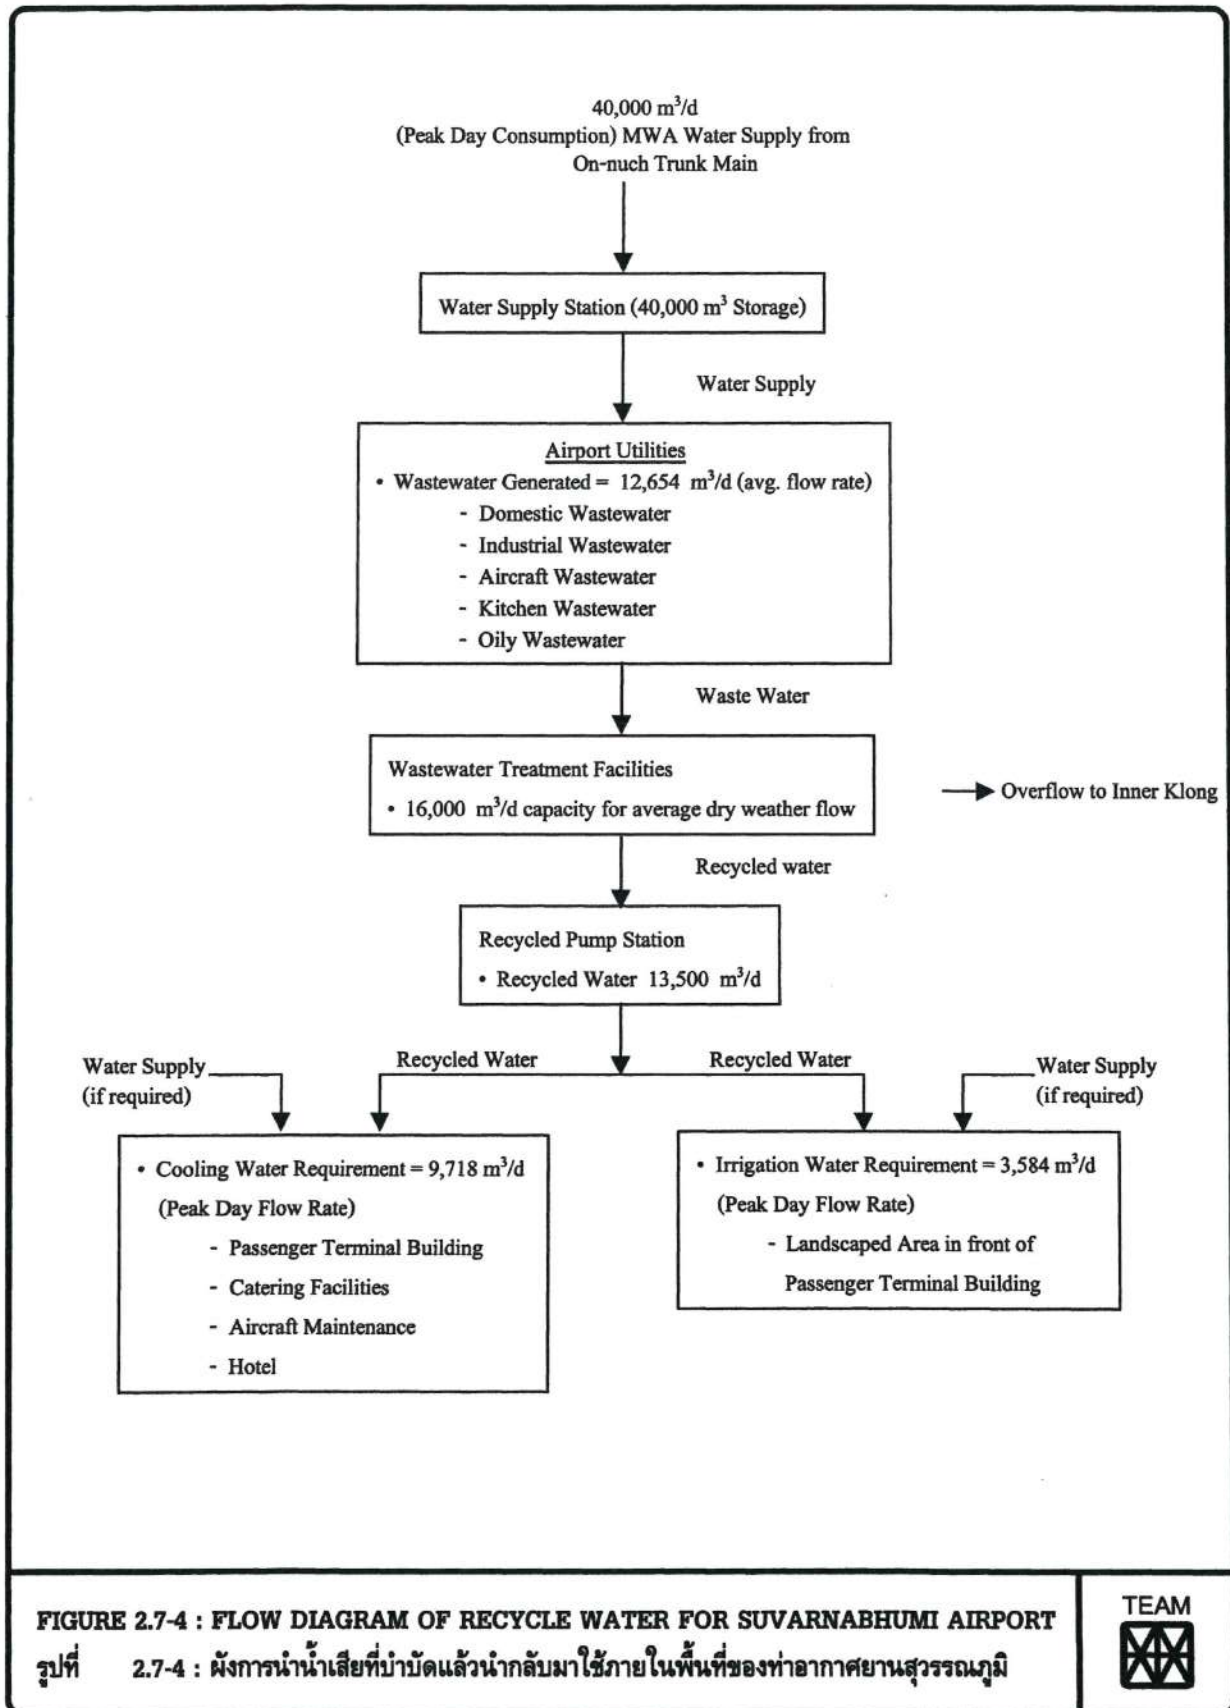 40,000 m³/d
(Peak Day Consumption) MWA Water Supply from
On-nuch Trunk Main
Water Supply Station (40,000 m³ Storage)
Water Supply
Airport Utilities
• Wastewater Generated = 12,654 m³/d (avg. flow rate)
- Domestic Wastewater
- Industrial Wastewater
- Aircraft Wastewater
- Kitchen Wastewater
- Oily Wastewater
Waste Water
Wastewater Treatment Facilities
• 16,000 m³/d capacity for average dry weather flow
Overflow to Inner Klong
Recycled water
Recycled Pump Station
• Recycled Water 13,500 m³/d
Water Supply
(if required)
Recycled Water
Recycled Water
Water Supply
(if required)
• Cooling Water Requirement = 9,718 m³/d
(Peak Day Flow Rate)
- Passenger Terminal Building
- Catering Facilities
- Aircraft Maintenance
- Hotel
• Irrigation Water Requirement = 3,584 m³/d
(Peak Day Flow Rate)
- Landscaped Area in front of
Passenger Terminal Building
FIGURE 2.7-4 : FLOW DIAGRAM OF RECYCLE WATER FOR SUVARNABHUMI AIRPORT
รูปที่ 2.7-4 : ผังการนำน้ำเสียที่บำบัดแล้วนำกลับมาใช้ภายในพื้นที่ของท่าอากาศยานสุวรรณภูมิ
TEAM